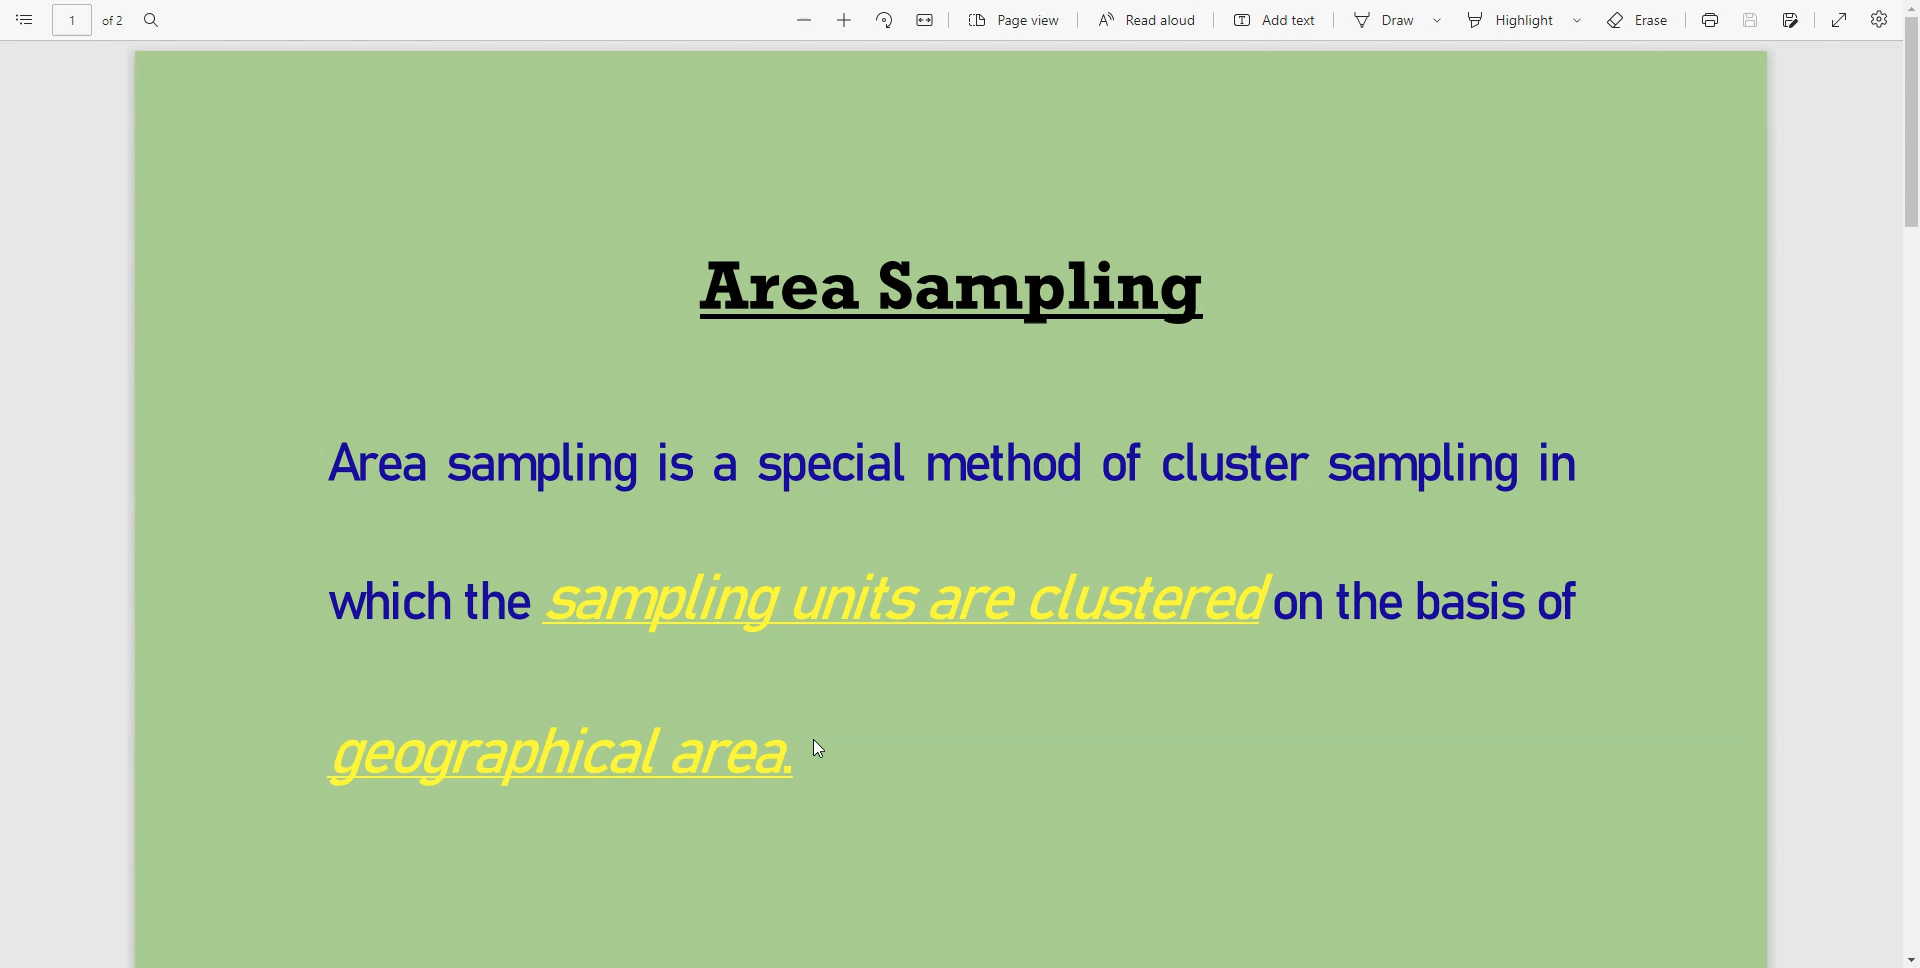 1 of 2 Page view Read aloud Add text Draw Highlight Erase
Area Sampling
Area sampling is a special method of cluster sampling in
which the sampling units are clustered on the basis of
geographical area.